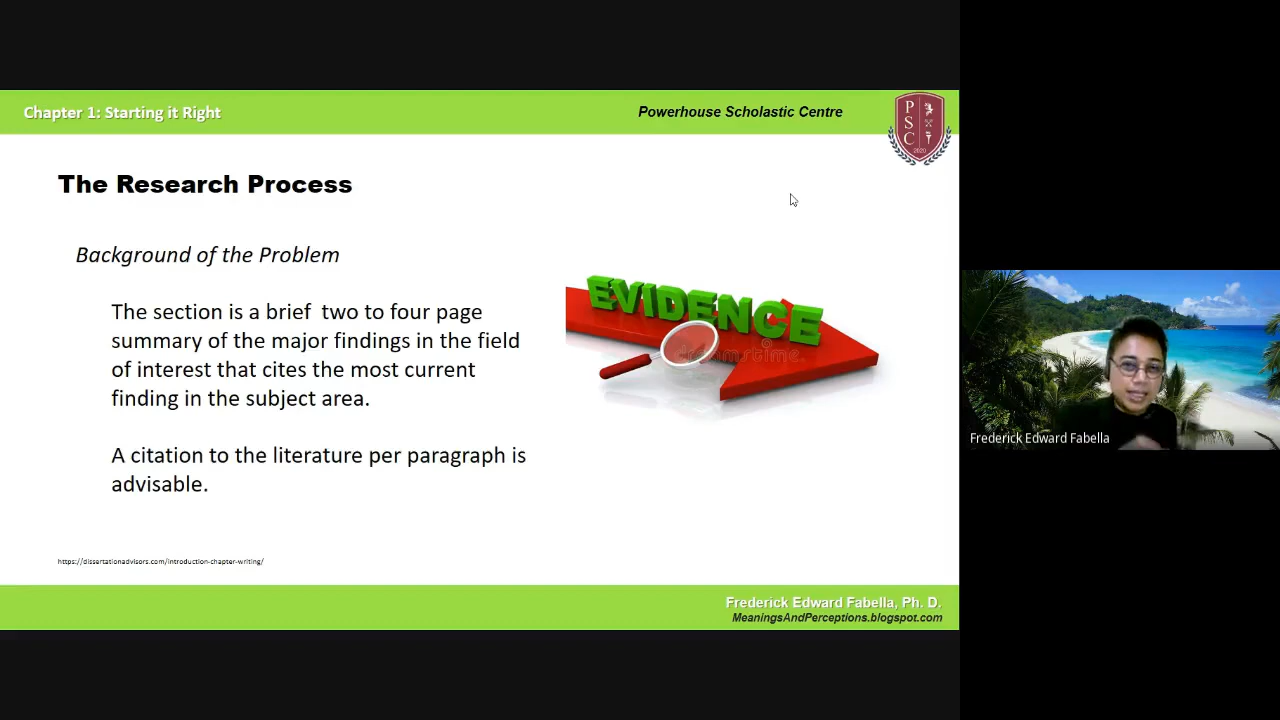 Chapter 1: Starting it Right
Powerhouse Scholastic Centre
P
S
C
2020
The Research Process
Background of the Problem
The section is a brief two to four page
summary of the major findings in the field
of interest that cites the most current
finding in the subject area.
A citation to the literature per paragraph is
advisable.
EVIDENCE
dreamstime.
https://dissertationadvisors.com/introduction-chapter-writing/
Frederick Edward Fabella, Ph. D.
MeaningsAndPerceptions.blogspot.com
Frederick Edward Fabella